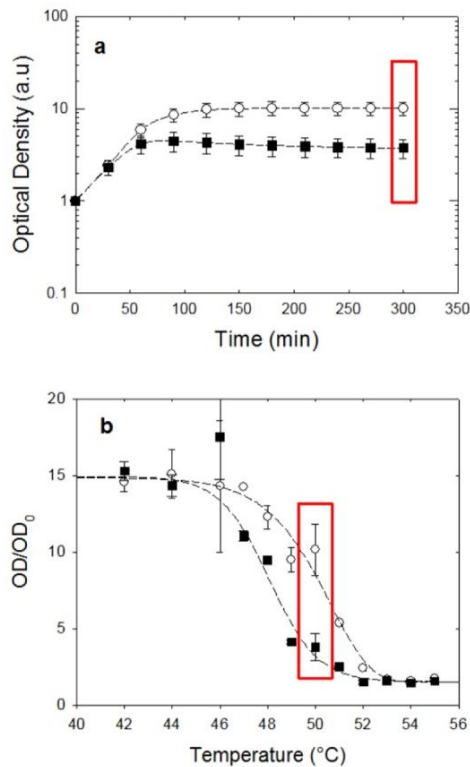 a
Optical Density (a.u)
100
10
1
0.1
0 50 100 150 200 250 300 350
Time (min)
b
OD/OD₀
20
15
10
5
0
40 42 44 46 48 50 52 54 56
Temperature (°C)